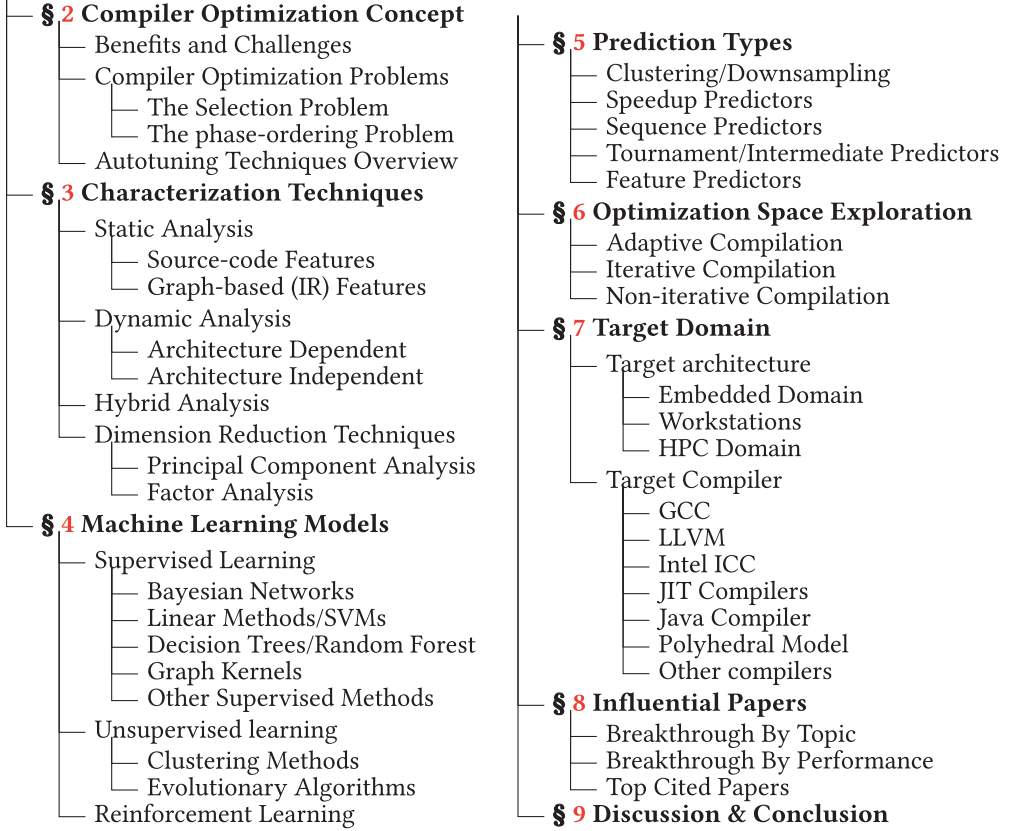 § 2 Compiler Optimization Concept
Benefits and Challenges
Compiler Optimization Problems
The Selection Problem
The phase-ordering Problem
Autotuning Techniques Overview
§ 3 Characterization Techniques
Static Analysis
Source-code Features
Graph-based (IR) Features
Dynamic Analysis
Architecture Dependent
Architecture Independent
Hybrid Analysis
Dimension Reduction Techniques
Principal Component Analysis
Factor Analysis
§ 4 Machine Learning Models
Supervised Learning
Bayesian Networks
Linear Methods/SVMs
Decision Trees/Random Forest
Graph Kernels
Other Supervised Methods
Unsupervised learning
Clustering Methods
Evolutionary Algorithms
Reinforcement Learning
§ 5 Prediction Types
Clustering/Downsampling
Speedup Predictors
Sequence Predictors
Tournament/Intermediate Predictors
Feature Predictors
§ 6 Optimization Space Exploration
Adaptive Compilation
Iterative Compilation
Non-iterative Compilation
§ 7 Target Domain
Target architecture
Embedded Domain
Workstations
HPC Domain
Target Compiler
GCC
LLVM
Intel ICC
JIT Compilers
Java Compiler
Polyhedral Model
Other compilers
§ 8 Influential Papers
Breakthrough By Topic
Breakthrough By Performance
Top Cited Papers
§ 9 Discussion & Conclusion